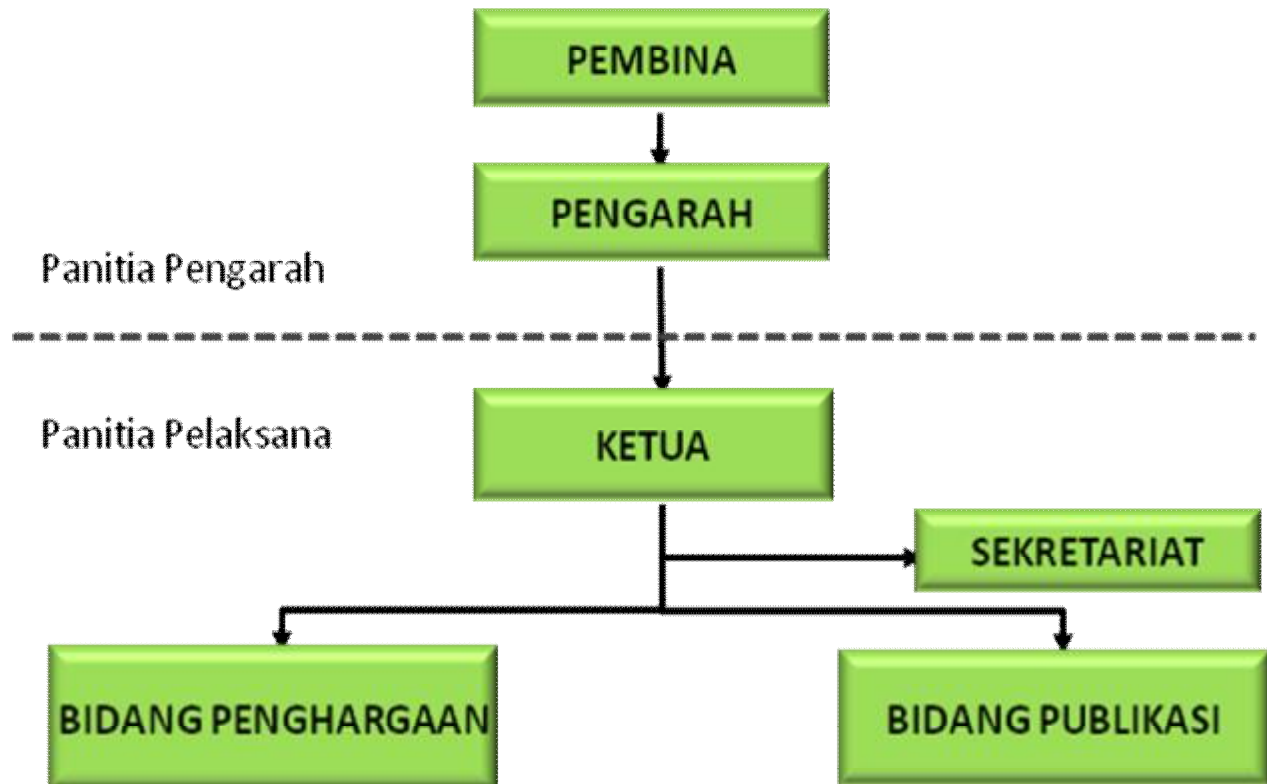 PEMBINA
PENGARAH
Panitia Pengarah
Panitia Pelaksana
KETUA
SEKRETARIAT
BIDANG PENGHARGAAN
BIDANG PUBLIKASI